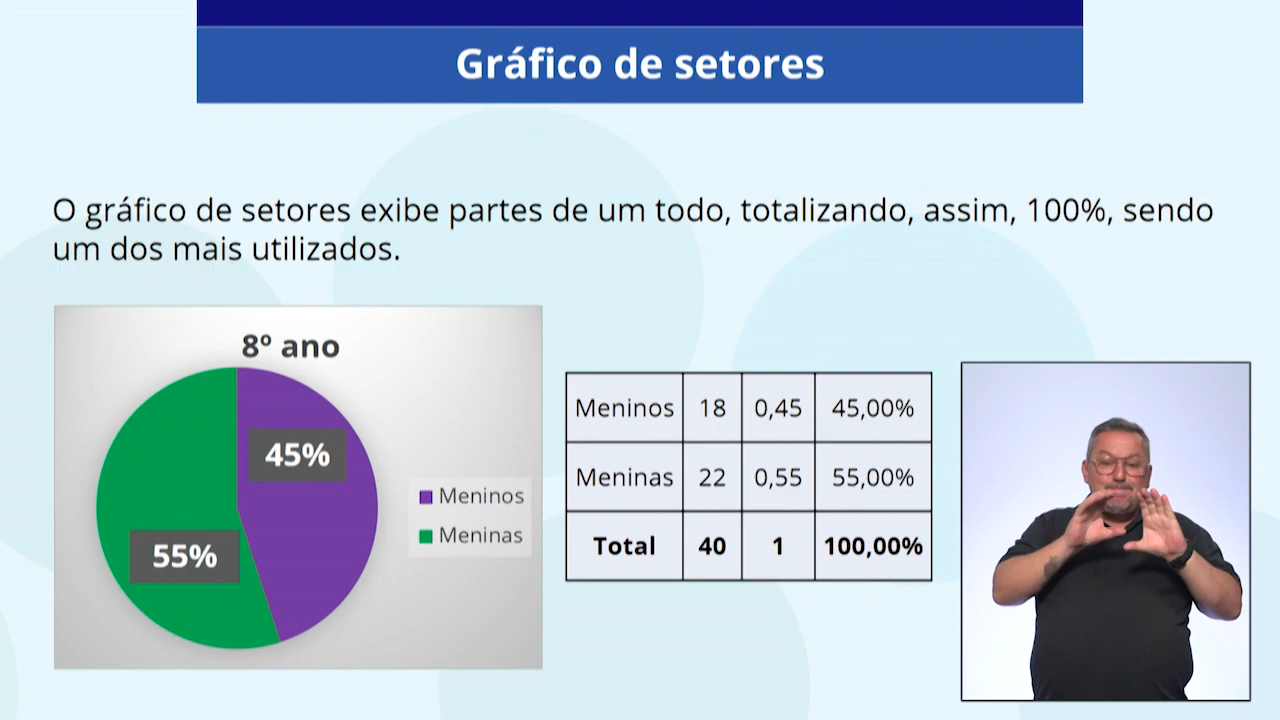 Gráfico de setores
O gráfico de setores exibe partes de um todo, totalizando, assim, 100%, sendo
um dos mais utilizados.
8º ano
45%
55%
Meninos
Meninas
Meninos 18 0,45 45,00%
Meninas 22 0,55 55,00%
Total 40 1 100,00%